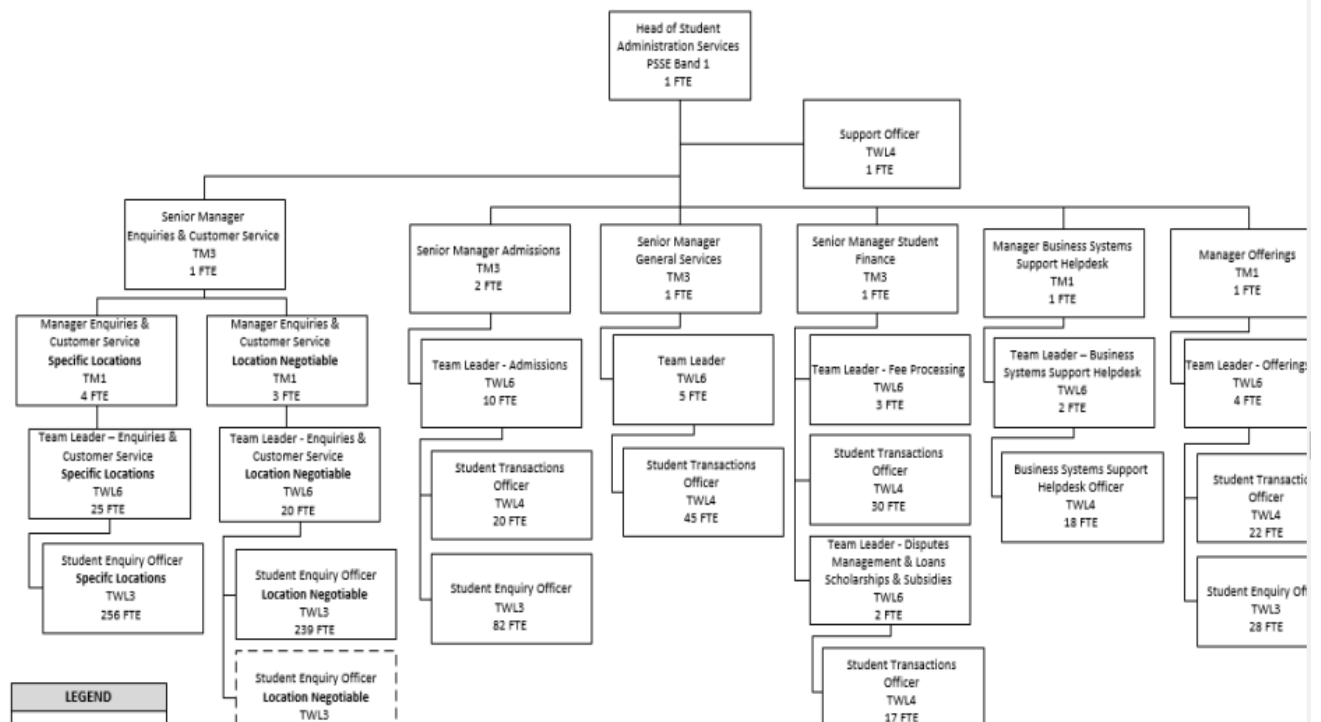 Head of Student
Administration Services
PSSE Band 1
1 FTE
Support Officer
TWL4
1 FTE
Senior Manager
Enquiries & Customer Service
TM3
1 FTE
Senior Manager Admissions
TM3
2 FTE
Senior Manager
General Services
TM3
1 FTE
Senior Manager Student
Finance
TM3
1 FTE
Manager Business Systems
Support Helpdesk
TM1
1 FTE
Manager Offerings
TM1
1 FTE
Manager Enquiries &
Customer Service
Specific Locations
TM1
4 FTE
Manager Enquiries &
Customer Service
Location Negotiable
TM1
3 FTE
Team Leader - Admissions
TWL6
10 FTE
Team Leader
TWL6
5 FTE
Team Leader - Fee Processing
TWL6
3 FTE
Team Leader – Business
Systems Support Helpdesk
TWL6
2 FTE
Team Leader - Offerings
TWL6
4 FTE
Team Leader – Enquiries &
Customer Service
Specific Locations
TWL6
25 FTE
Team Leader - Enquiries &
Customer Service
Location Negotiable
TWL6
20 FTE
Student Transactions
Officer
TWL4
20 FTE
Student Transactions
Officer
TWL4
45 FTE
Student Transactions
Officer
TWL4
30 FTE
Business Systems Support
Helpdesk Officer
TWL4
18 FTE
Student
Officer
TWL4
22 FTE
Student Enquiry Officer
Specifc Locations
TWL3
256 FTE
Student Enquiry Officer
Location Negotiable
TWL3
239 FTE
Student Enquiry Officer
TWL3
82 FTE
Team Leader - Disputes
Management & Loans
Scholarships & Subsidies
TWL6
2 FTE
Student Enquiry
TWL3
28 FTE
Student Enquiry Officer
Location Negotiable
TWL3
Student Transactions
Officer
TWL4
17 FTE
LEGEND